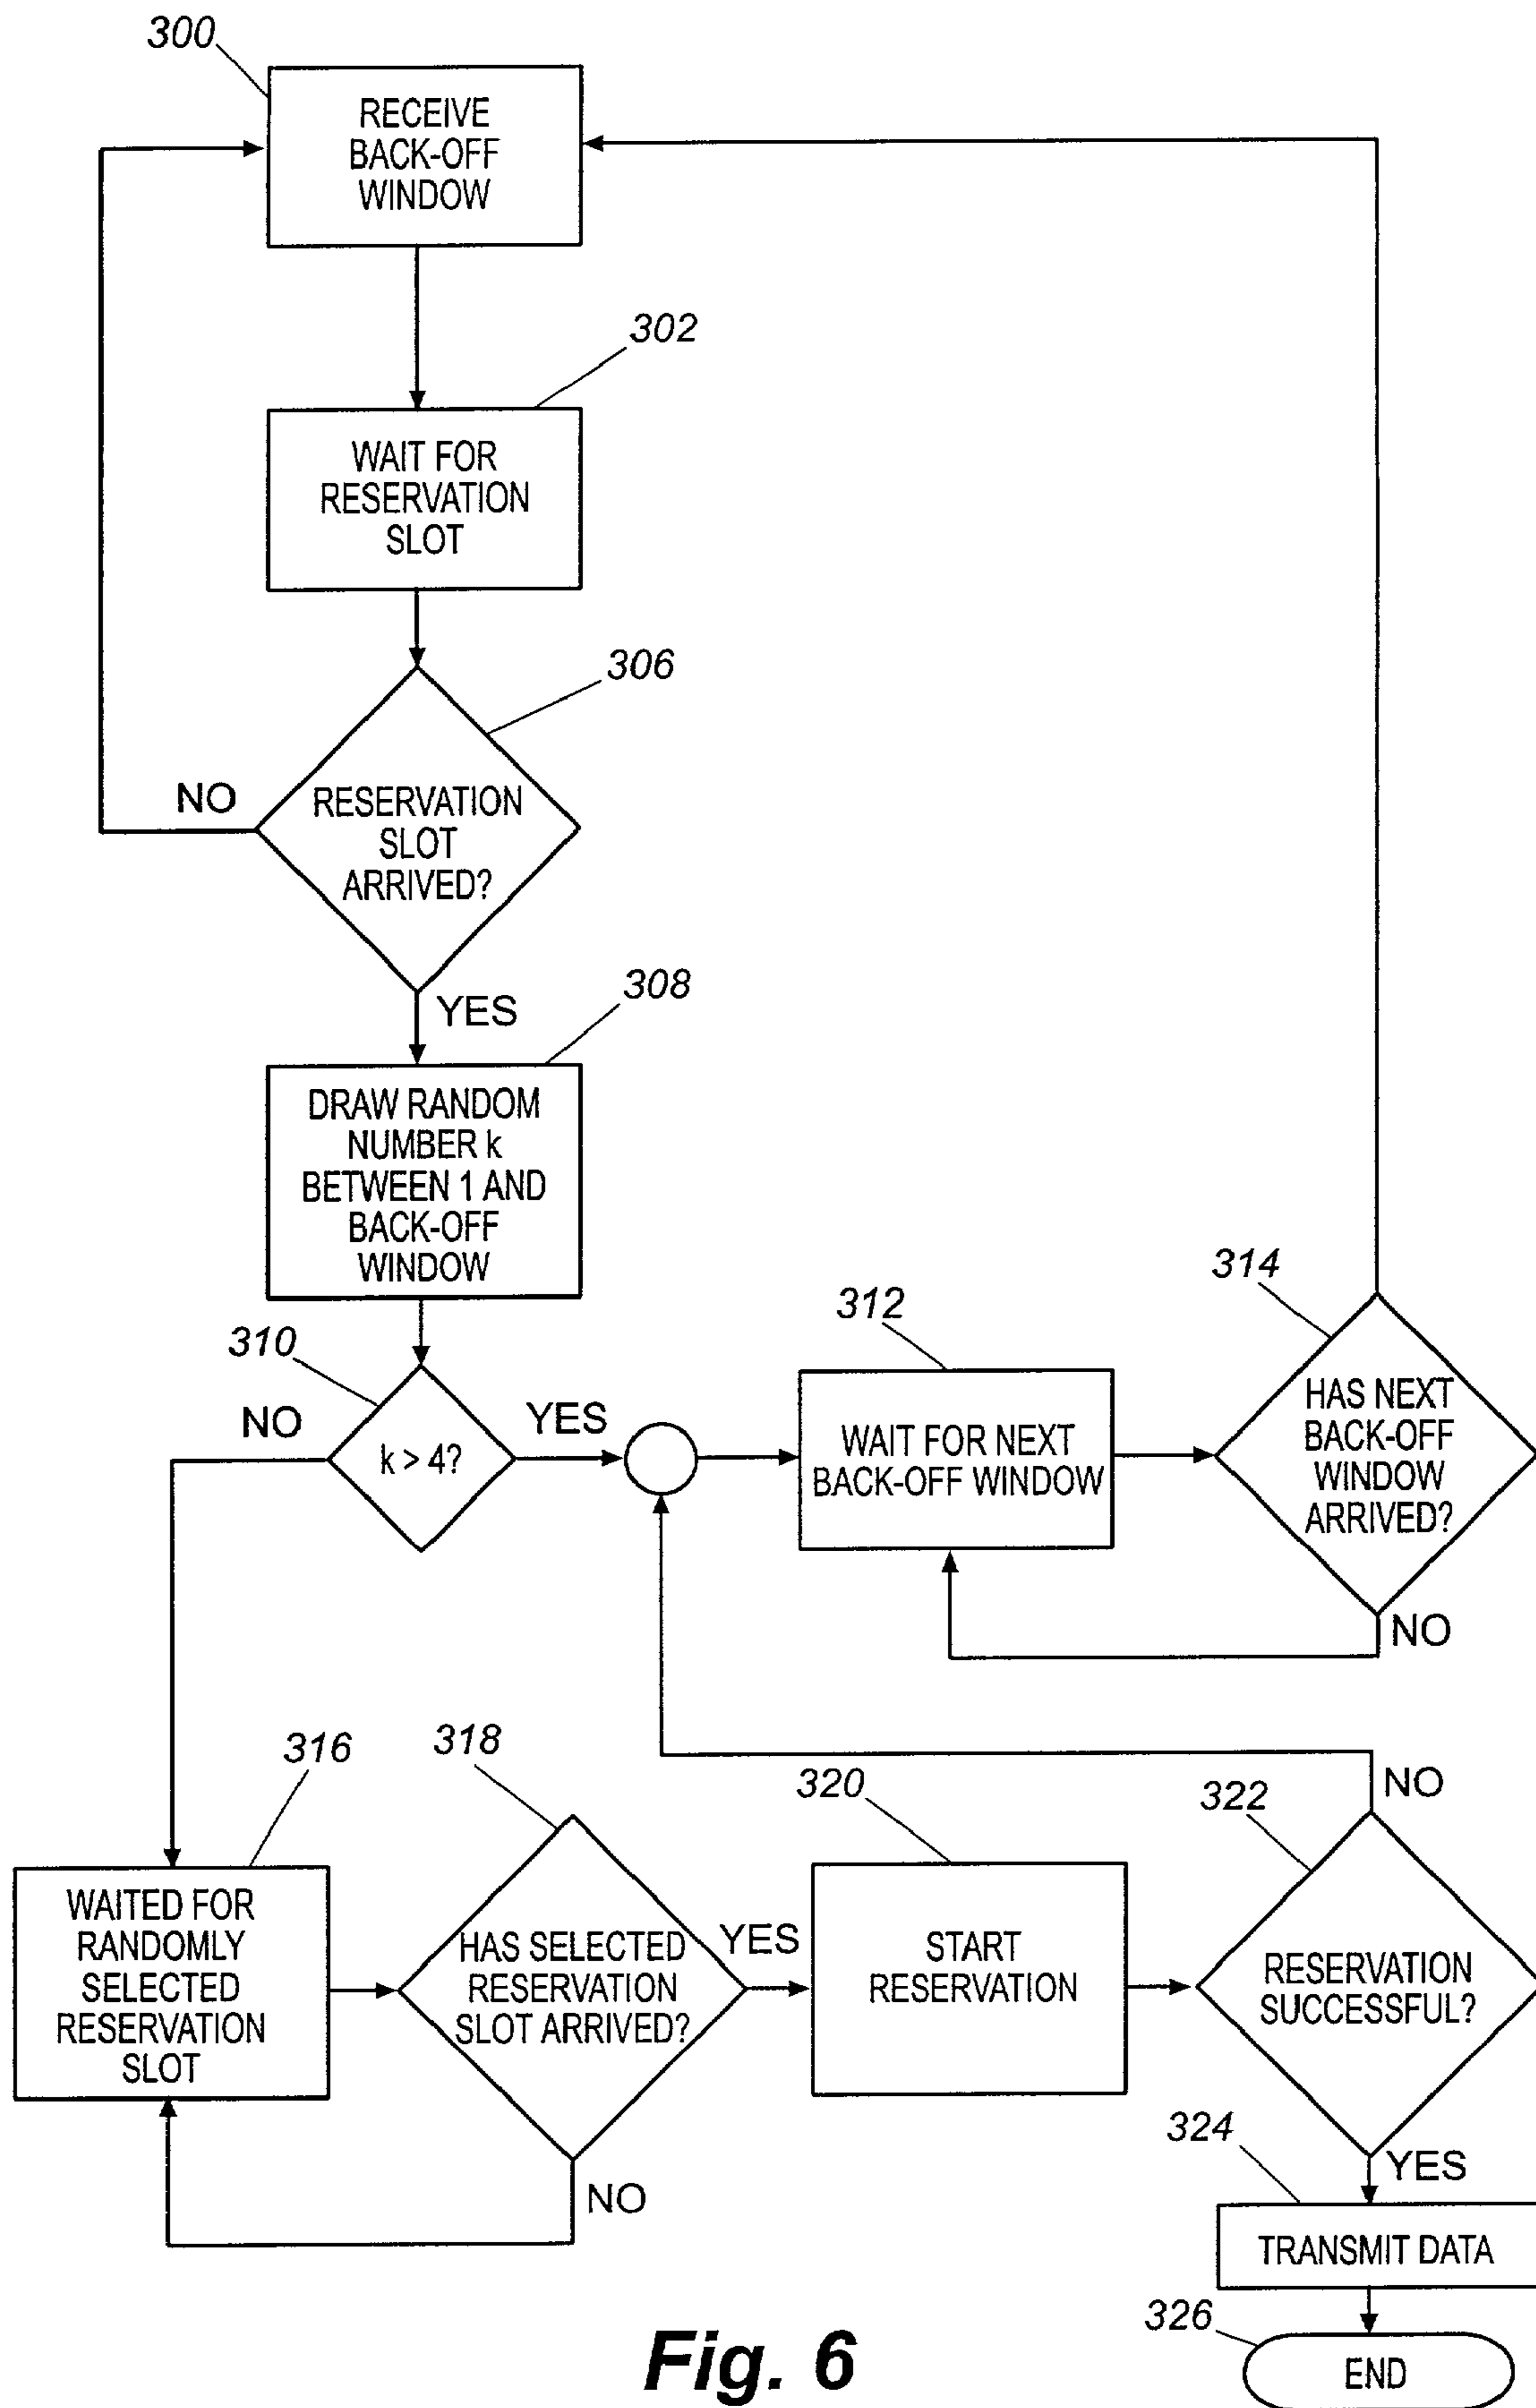 300
RECEIVE
BACK-OFF
WINDOW
302
WAIT FOR
RESERVATION
SLOT
306
RESERVATION
SLOT
ARRIVED?
NO
YES
308
DRAW RANDOM
NUMBER k
BETWEEN 1 AND
BACK-OFF
WINDOW
310
k > 4?
NO
YES
312
WAIT FOR NEXT
BACK-OFF WINDOW
314
HAS NEXT
BACK-OFF
WINDOW
ARRIVED?
NO
316
WAITED FOR
RANDOMLY
SELECTED
RESERVATION
SLOT
318
HAS SELECTED
RESERVATION
SLOT ARRIVED?
YES
NO
320
START
RESERVATION
322
RESERVATION
SUCCESSFUL?
NO
YES
324
TRANSMIT DATA
326
END
Fig. 6